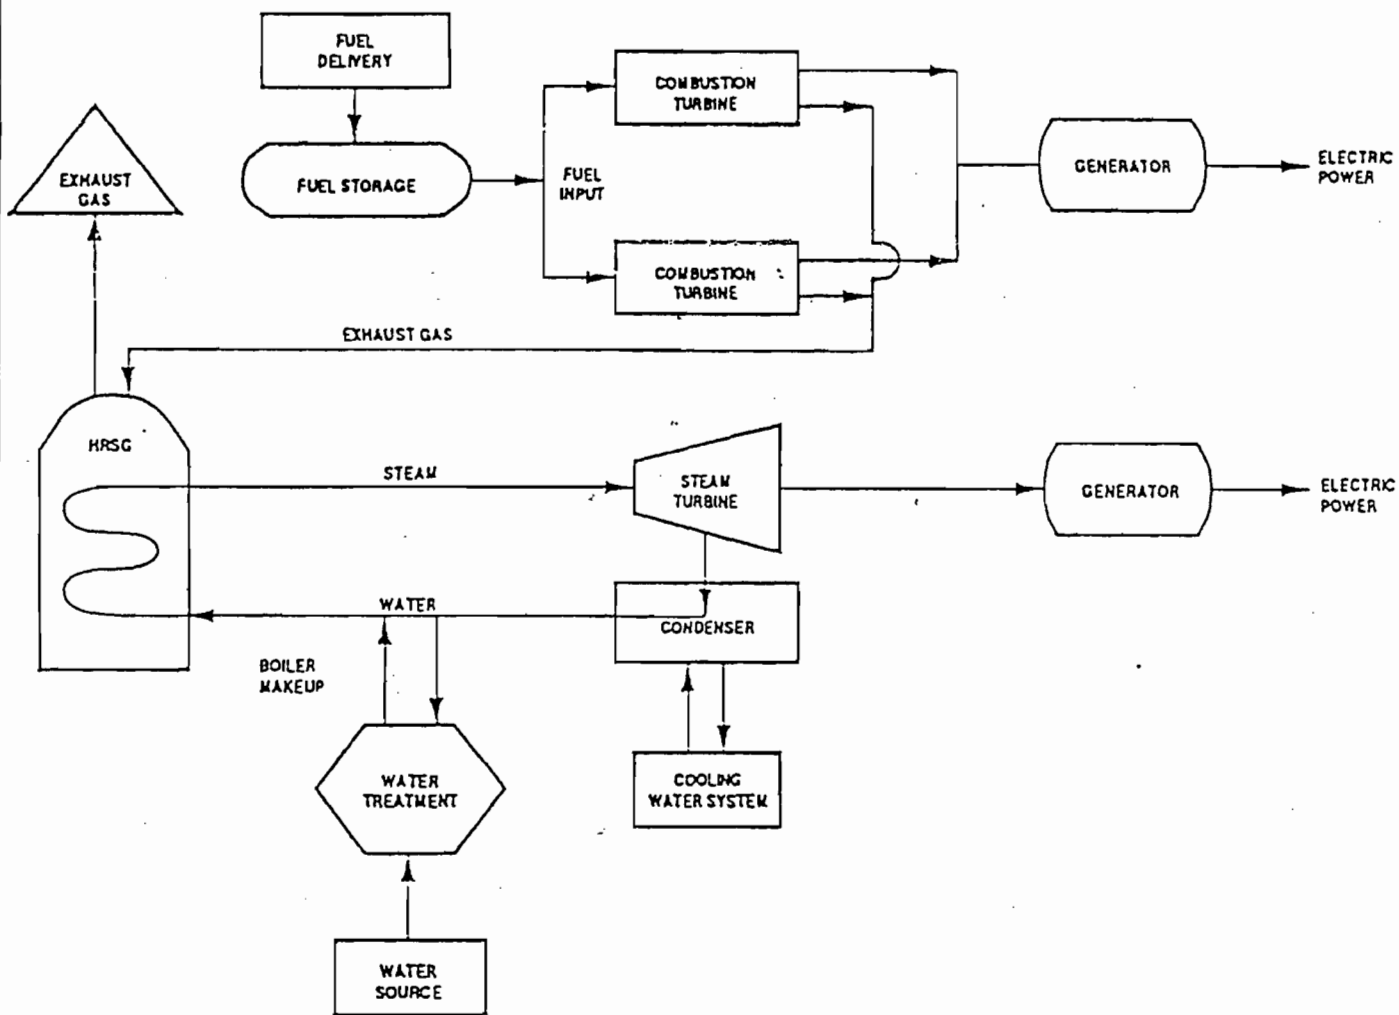 FUEL
DELIVERY
COMBUSTION
TURBINE
EXHAUST
GAS
FUEL STORAGE
FUEL
INPUT
GENERATOR
ELECTRIC
POWER
COMBUSTION
TURBINE
EXHAUST GAS
HRSG
STEAM
STEAM
TURBINE
GENERATOR
ELECTRIC
POWER
WATER
CONDENSER
BOILER
MAKEUP
WATER
TREATMENT
COOLING
WATER SYSTEM
WATER
SOURCE